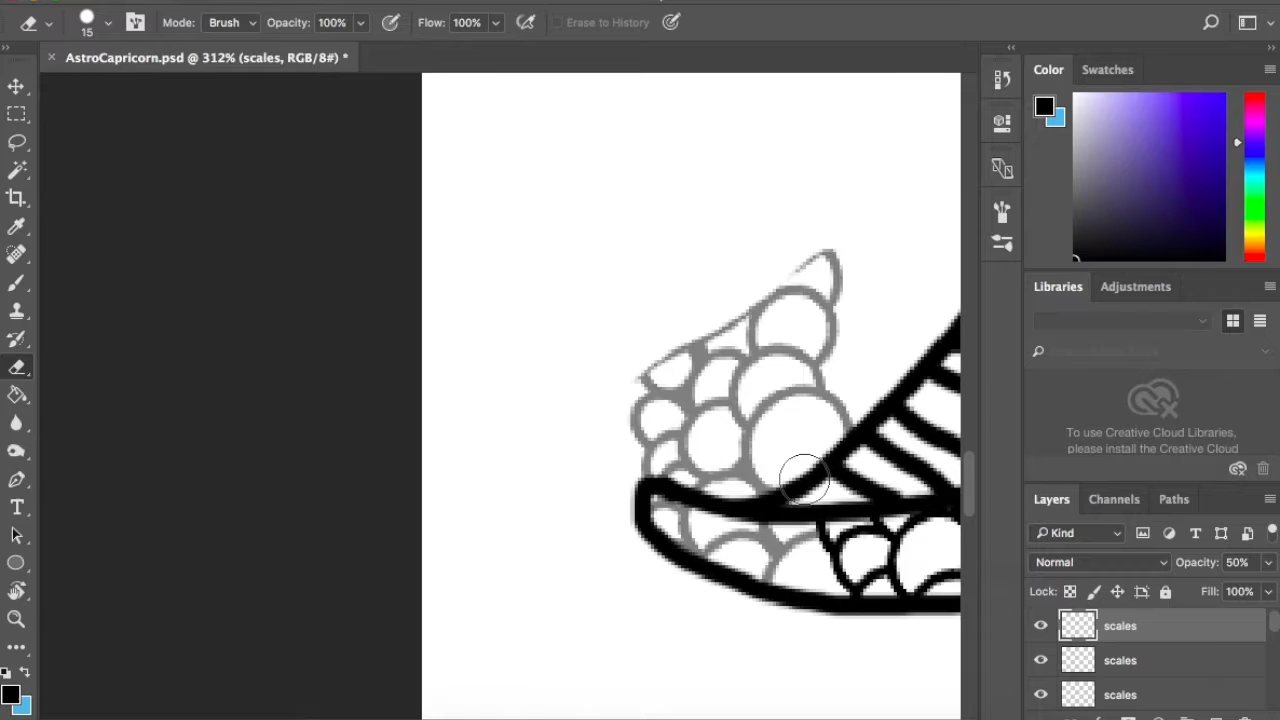 Mode: Brush Opacity: 100% Flow: 100% Erase to History
15
AstroCapricorn.psd @ 312% (scales, RGB/8#) *
Color Swatches
Libraries Adjustments
To use Creative Cloud Libraries,
please install the Creative Cloud
Layers Channels Paths
Kind
Normal Opacity: 50%
Lock: Fill: 100%
scales
scales
scales